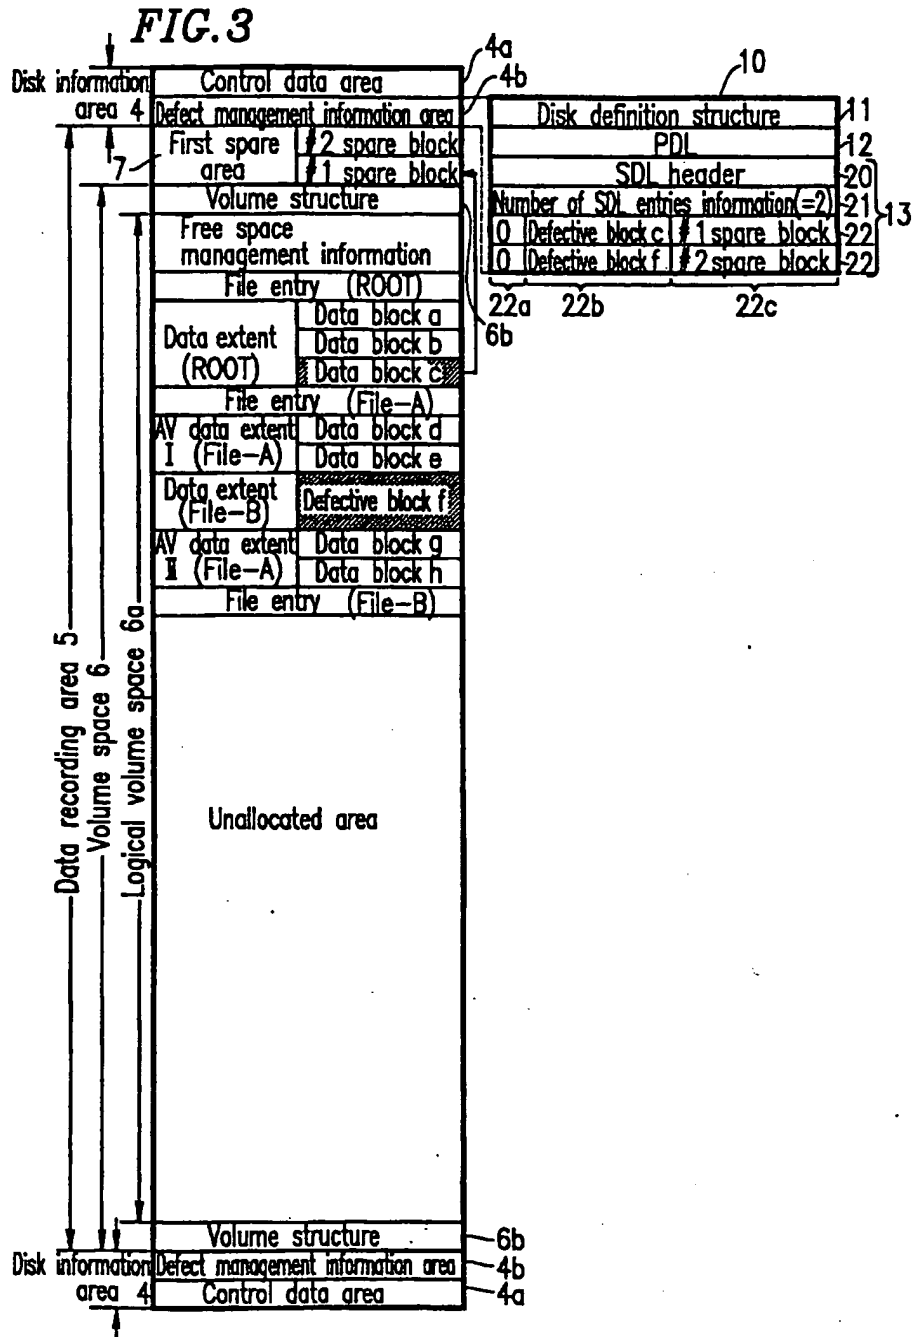 FIG.3
4a
Disk information
area 4
Control data area
4b
Defect management information area
7
First spare
area
#2 spare block
#1 spare block
Volume structure
Free space
management information
File entry (ROOT)
Data extent
(ROOT)
Data block a
Data block b
Data block c
6b
File entry (File-A)
AV data extent
I (File-A)
Data block d
Data block e
Data extent
(File-B)
Defective block f
AV data extent
II (File-A)
Data block g
Data block h
File entry (File-B)
Unallocated area
Data recording area 5
Volume space 6
Logical volume space 6a
Volume structure
6b
Disk information
area 4
Defect management information area
4b
Control data area
4a
10
Disk definition structure
11
PDL
12
SDL header
20
Number of SDL entries information(=2)
21
0 Defective block c #1 spare block
22
0 Defective block f #2 spare block
22
13
22a 22b 22c